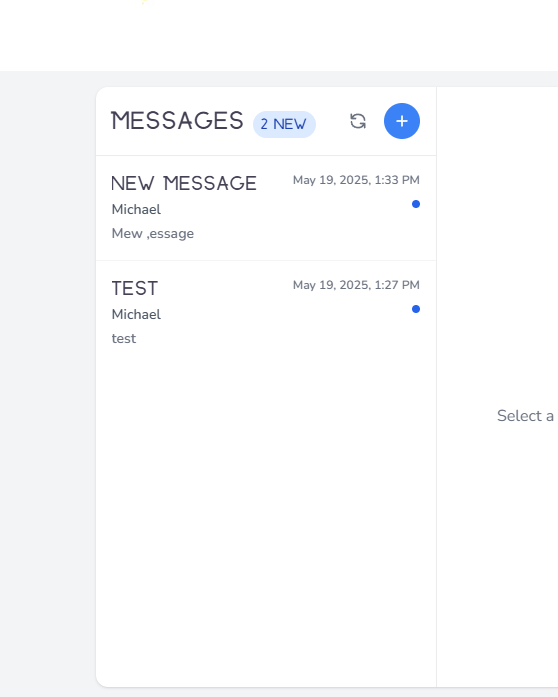 MESSAGES 2 NEW
NEW MESSAGE May 19, 2025, 1:33 PM
Michael
Mew ,essage
TEST May 19, 2025, 1:27 PM
Michael
test
Select a